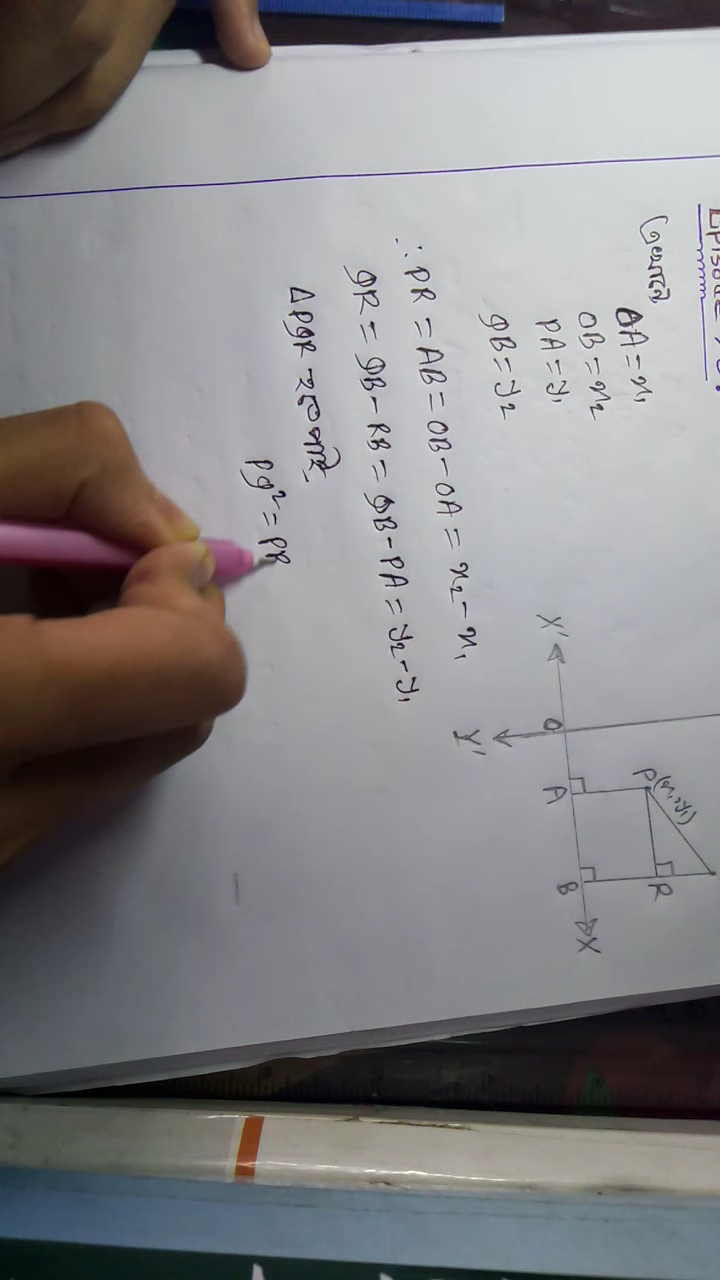 এখানে
OA = x₁
OB = x₂
PA = y₁
QB = y₂
∴ PR = AB = OB - OA = x₂ - x₁
QR = QB - RB = QB - PA = y₂ - y₁
ΔPQR হতে পাই,
PQ² = PR
X'
O
Y'
A
B
X
P(x₁, y₁)
R